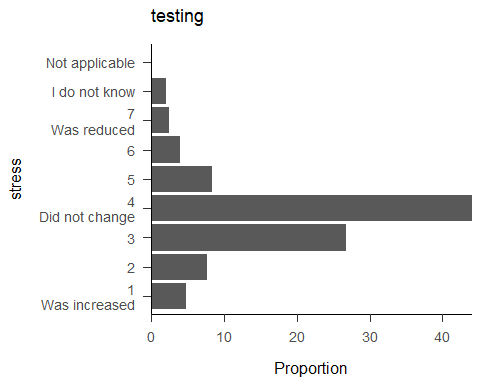 testing
Not applicable
I do not know
7
Was reduced
6
5
4
Did not change
3
2
1
Was increased
stress
0 10 20 30 40
Proportion